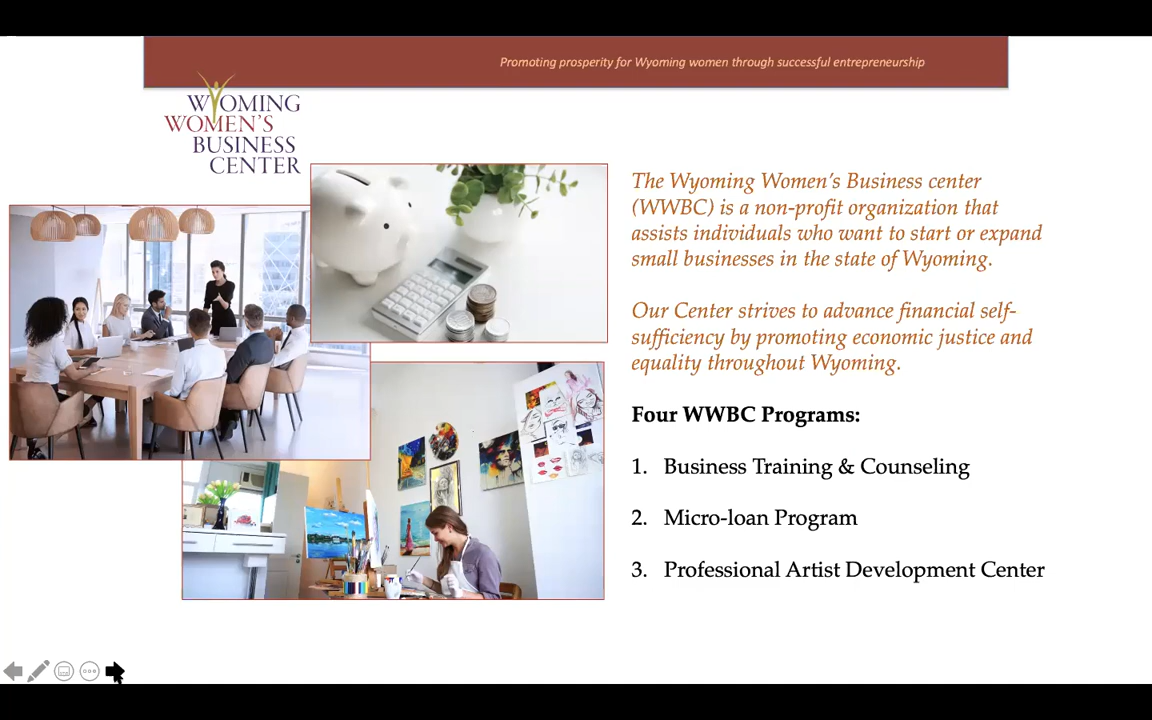 Promoting prosperity for Wyoming women through successful entrepreneurship
WYOMING
WOMEN'S
BUSINESS
CENTER
The Wyoming Women's Business center
(WWBC) is a non-profit organization that
assists individuals who want to start or expand
small businesses in the state of Wyoming.
Our Center strives to advance financial self-
sufficiency by promoting economic justice and
equality throughout Wyoming.
Four WWBC Programs:
1. Business Training & Counseling
2. Micro-loan Program
3. Professional Artist Development Center